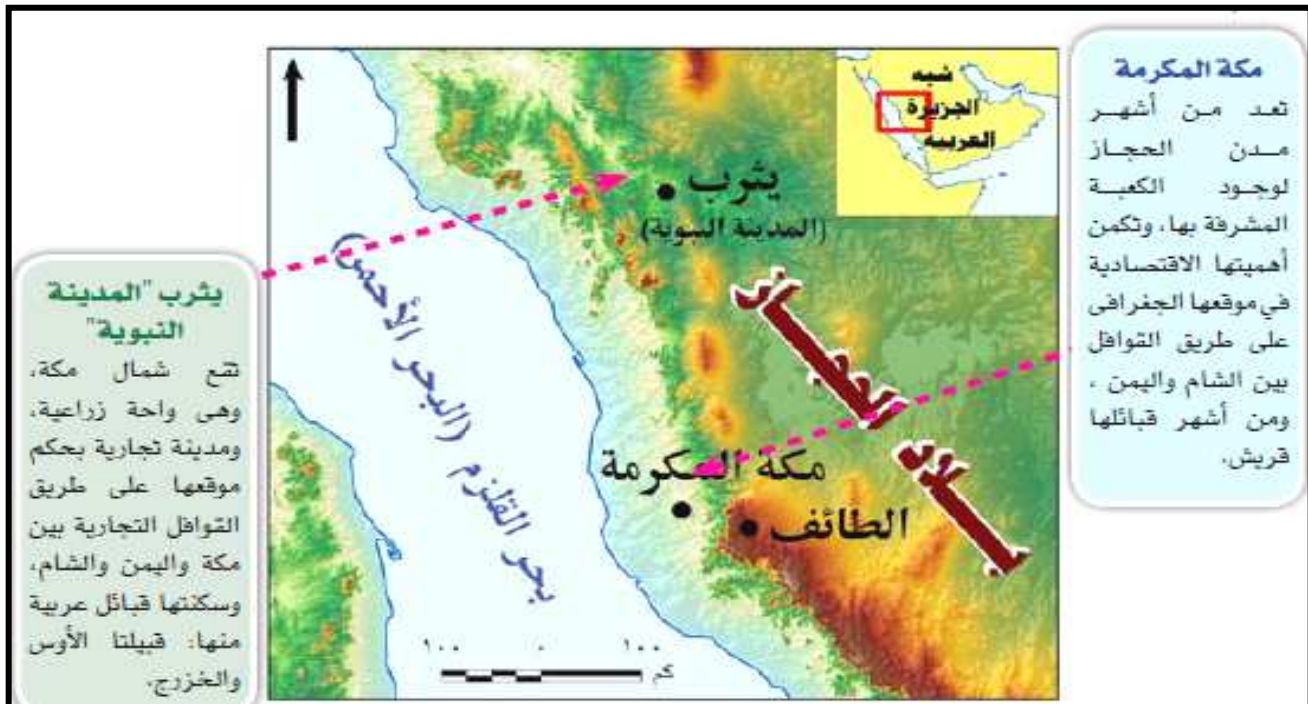 مكة المكرمة
تعد من أشهر
مدن الحجاز
لوجود الكعبة
المشرفة بها، وتكمن
أهميتها الاقتصادية
في موقعها الجغرافى
على طريق القوافل
بين الشام واليمن ،
ومن أشهر قبائلها
قريش.
شبه
الجزيرة
العربيه
يثرب
(المدينة النبوية)
بلاد الحجاز
مكة المكرمة
الطائف
بحر القلزم (البحر الأحمر)
١٠٠ ٠ ١٠٠
كم
يثرب "المدينة
النبوية"
تقع شمال مكة،
وهى واحة زراعية،
ومدينة تجارية بحكم
موقعها على طريق
القوافل التجارية بين
مكة واليمن والشام،
وسكنتها قبائل عربية
منها: قبيلتا الأوس
والخزرج.